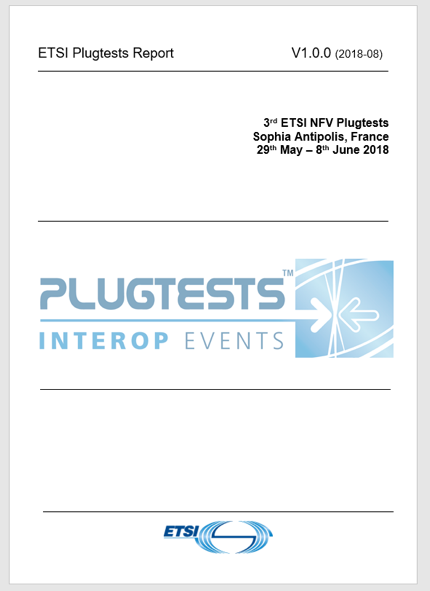 ETSI Plugtests Report V1.0.0 (2018-08)
3rd ETSI NFV Plugtests
Sophia Antipolis, France
29th May – 8th June 2018
PLUGTESTS™
INTEROP EVENTS
ETSI